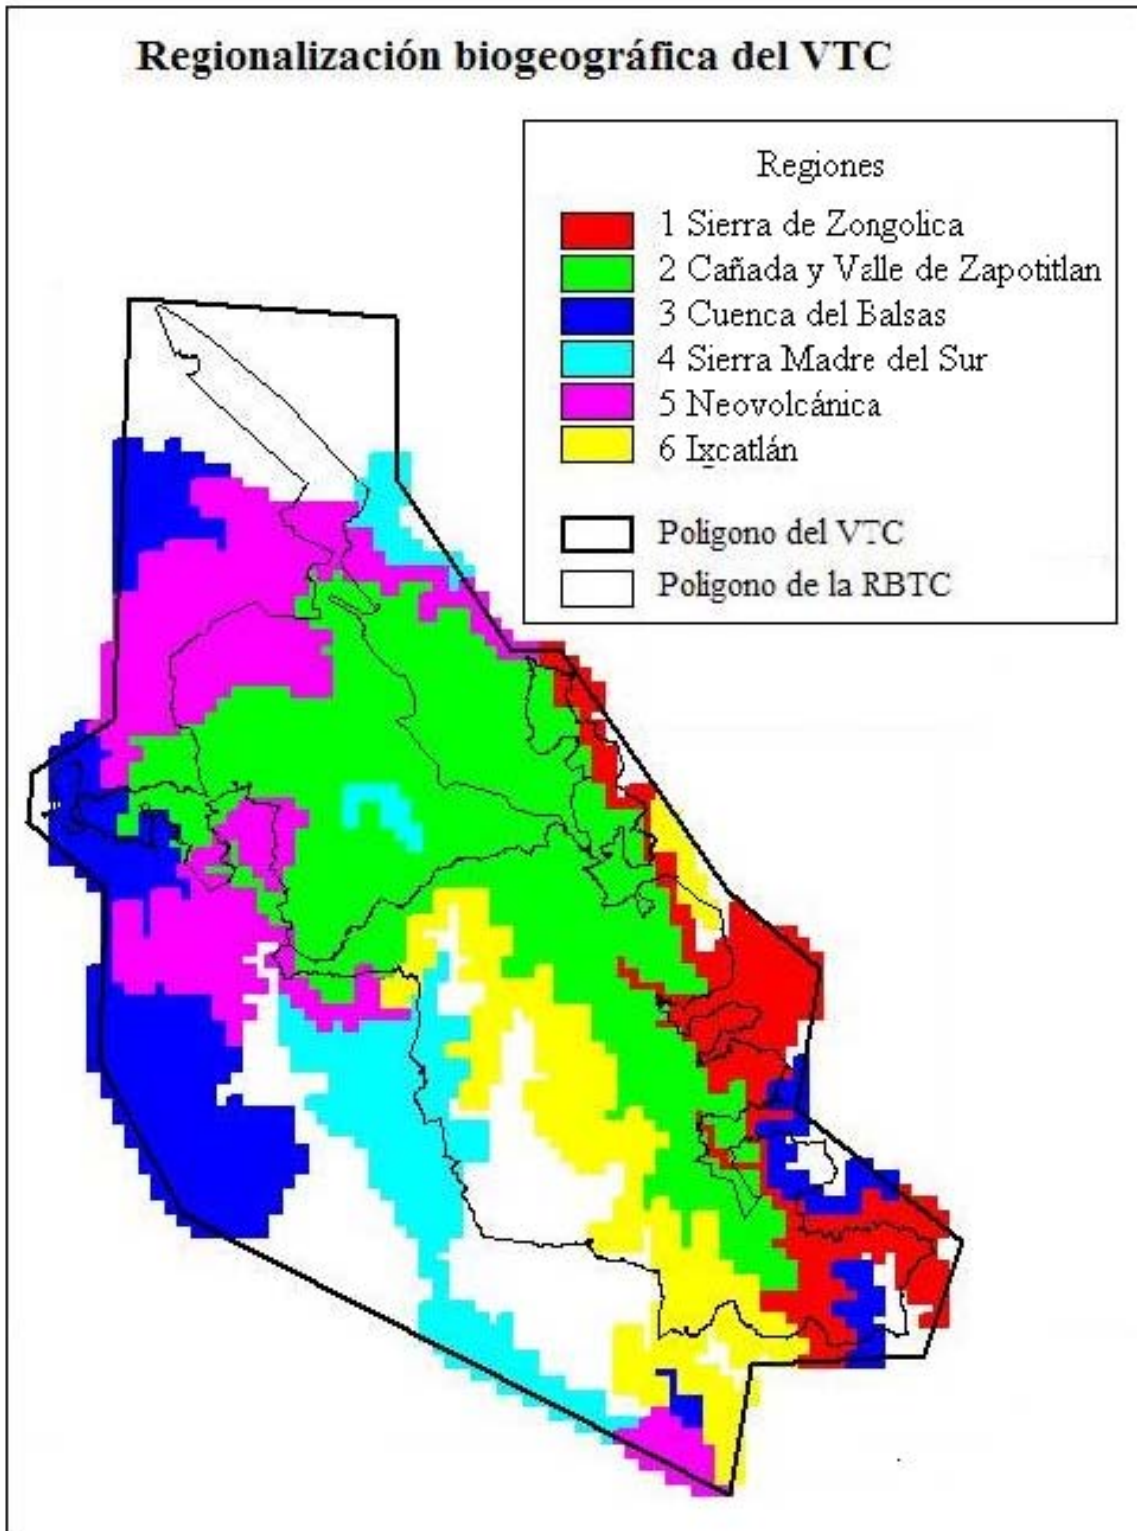 Regionalización biogeográfica del VTC
Regiones
1 Sierra de Zongolica
2 Cañada y Valle de Zapotitlan
3 Cuenca del Balsas
4 Sierra Madre del Sur
5 Neovolcánica
6 Ixcatlán
Poligono del VTC
Poligono de la RBTC